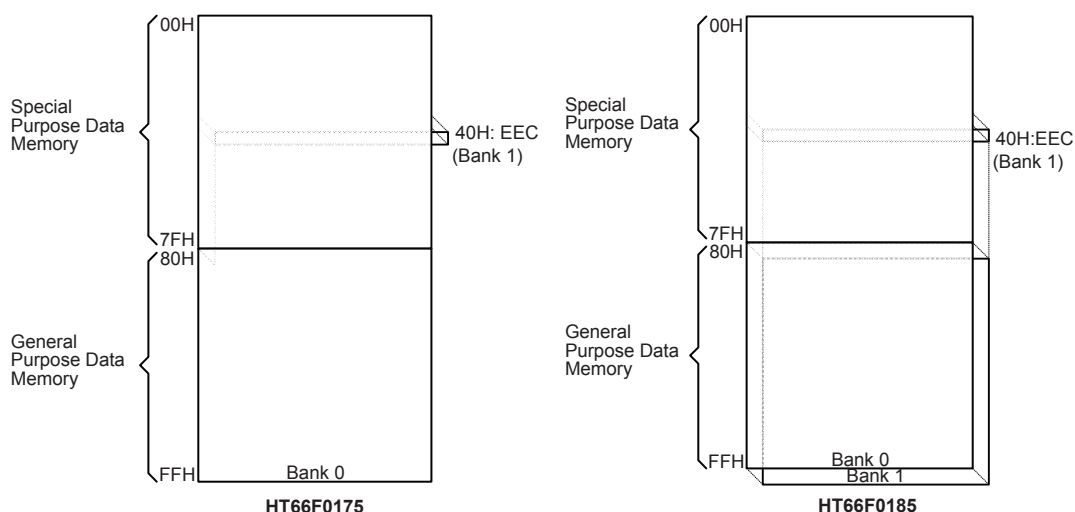 00H
Special
Purpose Data
Memory
40H: EEC
(Bank 1)
7FH
80H
General
Purpose Data
Memory
FFH
Bank 0
HT66F0175
00H
Special
Purpose Data
Memory
40H:EEC
(Bank 1)
7FH
80H
General
Purpose Data
Memory
FFH
Bank 0
Bank 1
HT66F0185